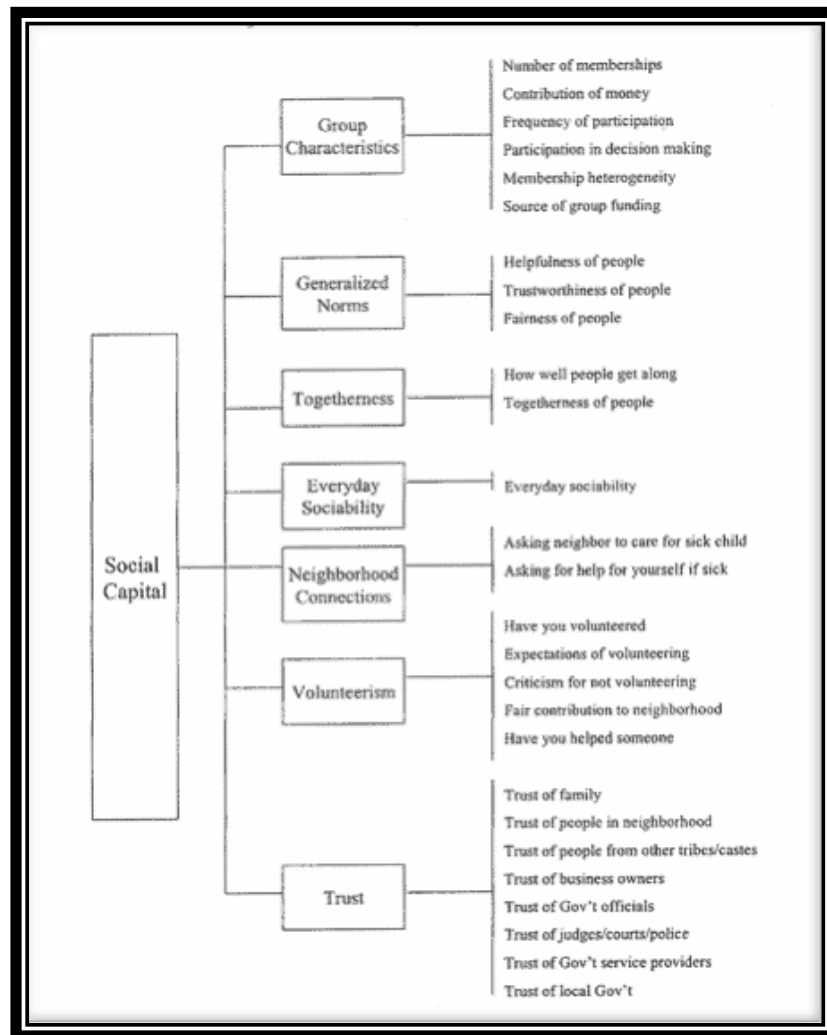 Social
Capital
Group
Characteristics
Number of memberships
Contribution of money
Frequency of participation
Participation in decision making
Membership heterogeneity
Source of group funding
Generalized
Norms
Helpfulness of people
Trustworthiness of people
Fairness of people
Togetherness
How well people get along
Togetherness of people
Everyday
Sociability
Everyday sociability
Neighborhood
Connections
Asking neighbor to care for sick child
Asking for help for yourself if sick
Volunteerism
Have you volunteered
Expectations of volunteering
Criticism for not volunteering
Fair contribution to neighborhood
Have you helped someone
Trust
Trust of family
Trust of people in neighborhood
Trust of people from other tribes/castes
Trust of business owners
Trust of Gov't officials
Trust of judges/courts/police
Trust of Gov't service providers
Trust of local Gov't